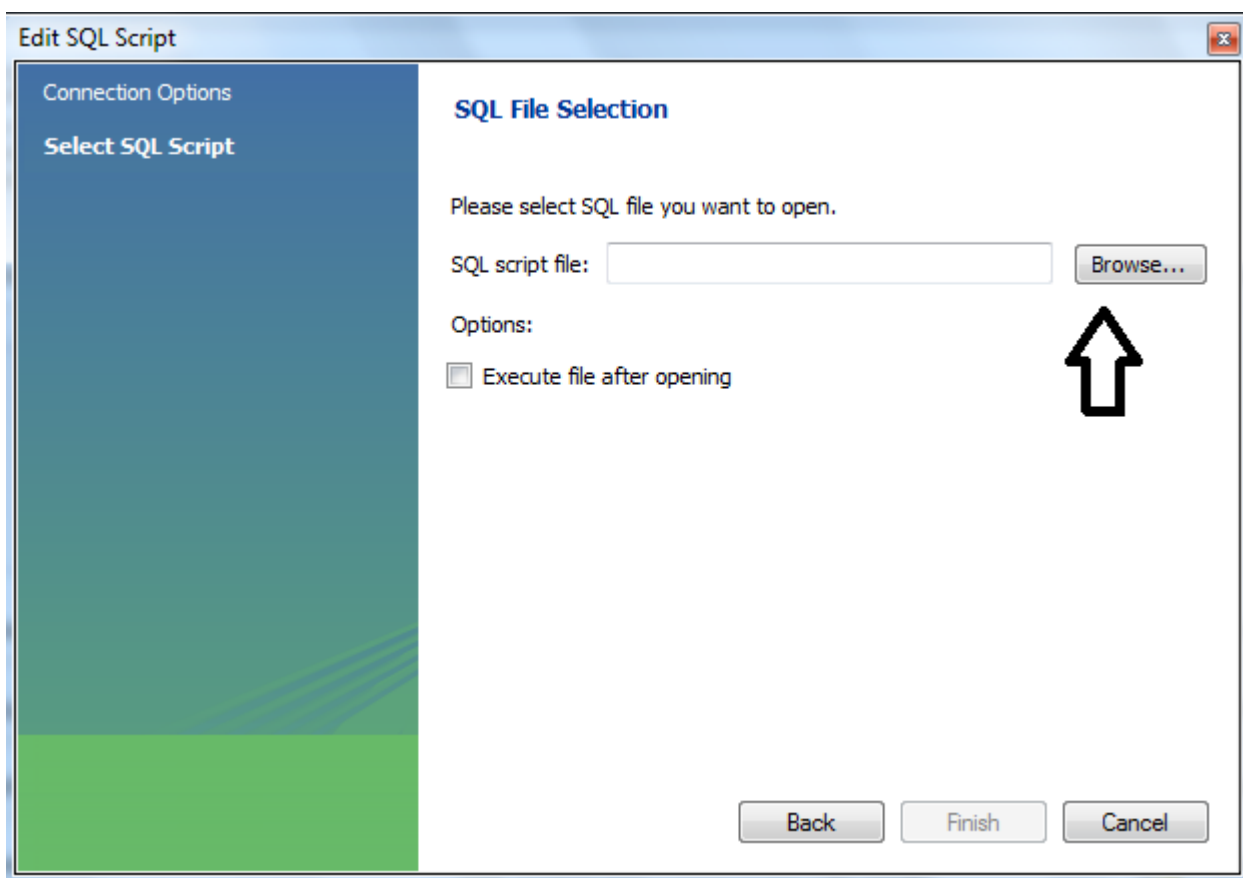 Edit SQL Script
Connection Options
Select SQL Script
SQL File Selection
Please select SQL file you want to open.
SQL script file:
Browse...
Options:
Execute file after opening
Back
Finish
Cancel